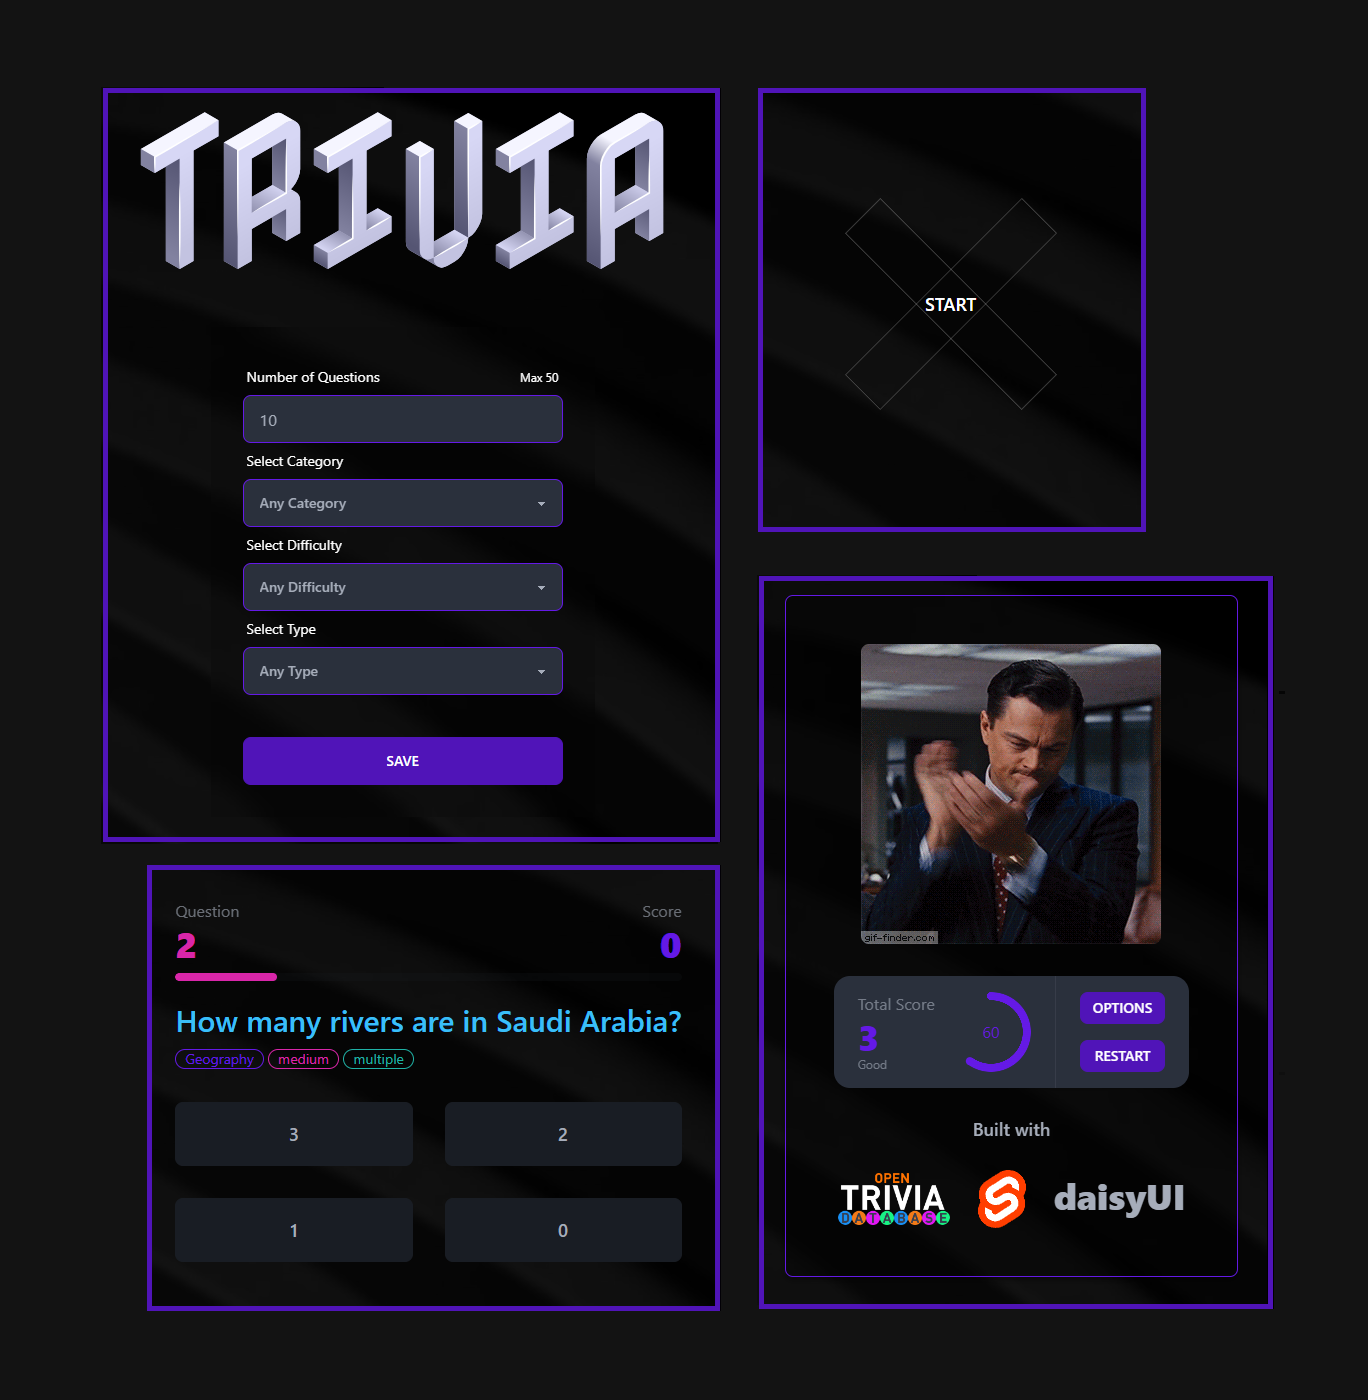 TRIVIA
Number of Questions Max 50
10
Select Category
Any Category
Select Difficulty
Any Difficulty
Select Type
Any Type
SAVE
START
Question Score
2 0
How many rivers are in Saudi Arabia?
Geography medium multiple
3 2
1 0
gif-finder.com
Total Score
3
Good
60
OPTIONS
RESTART
Built with
OPEN
TRIVIA
DATABASE
daisyUI